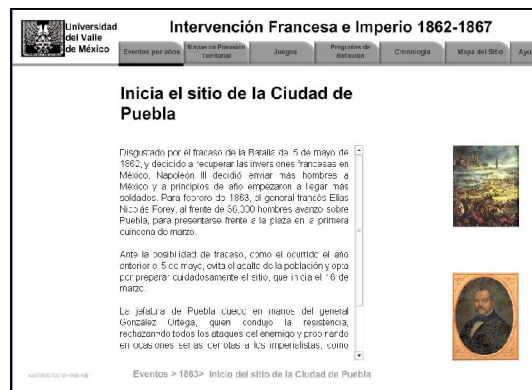 Universidad
del Valle
de México
Intervención Francesa e Imperio 1862-1867
Eventos por años
Mapas de Posesión
Territorial
Juegos
Preguntas de
Reflexión
Cronología
Mapa del Sitio
Ayu
Inicia el sitio de la Ciudad de
Puebla
Disgustado por el fracaso de la Batalla del 5 de mayo de
1862, y decidido a recuperar las inversiones francesas en
México, Napoleón III decidió enviar más hombres a
México y a principios de año empezaron a llegar más
soldados. Para febrero de 1863, el general francés Elías
Nicolás Forey, al frente de 36,000 hombres avanzo sobre
Puebla, para presentarse frente a la plaza en la primera
quincena de marzo.
Ante la posibilidad de fracaso, como el ocurrido el año
anterior el 5 de mayo, evita el asalto de la población y opta
por preparar cuidadosamente el sitio, que inicia el 16 de
marzo.
La jefatura de Puebla quedo en manos del general
González Ortega, quien condujo la resistencia,
rechazando todos los ataques del enemigo y propinando
en ocasiones serias derrotas a los imperialistas, como
Eventos > 1863> Inicio del sitio de la Ciudad de Puebla